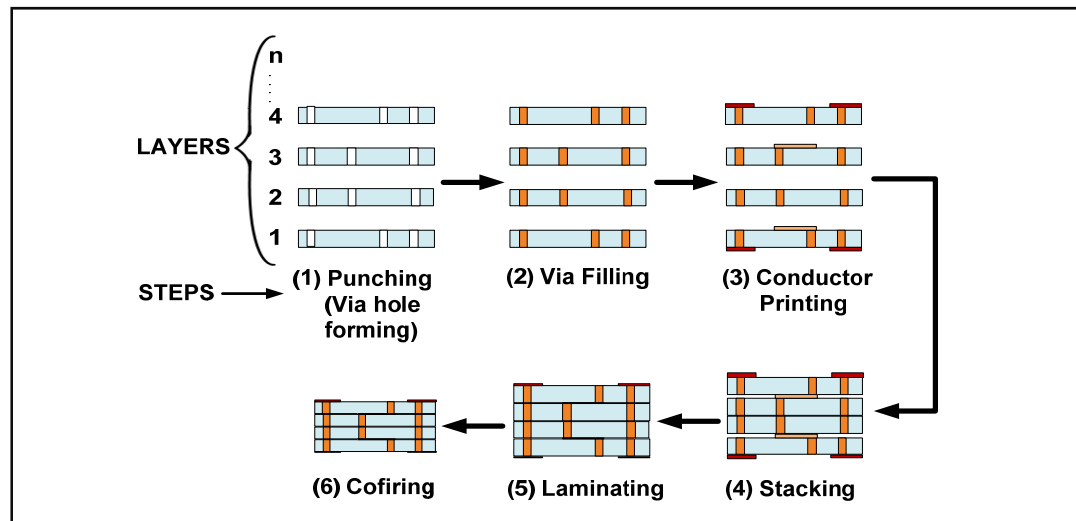 n
4
LAYERS
3
2
1
(1) Punching
(Via hole
forming)
(2) Via Filling
(3) Conductor
Printing
STEPS
(6) Cofiring
(5) Laminating
(4) Stacking